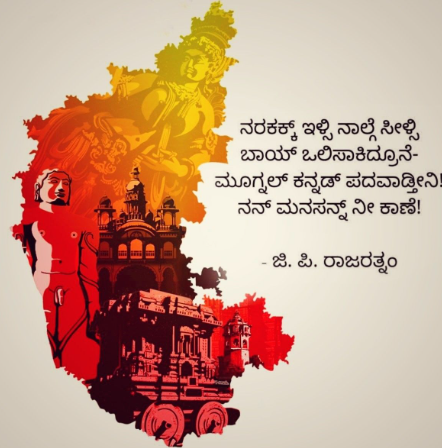 ನರಕಕ್ಕ್ ಇಳ್ಸಿ ನಾಲ್ಗೆ ಸೀಳ್ಸಿ
ಬಾಯ್ ಒಲಿಸಾಕಿದ್ರೂನೆ-
ಮೂಗ್ನಲ್ ಕನ್ನಡ್ ಪದವಾಡ್ತೀನಿ!
ನನ್ ಮನಸನ್ನ್ ನೀ ಕಾಣೆ!
- ಜಿ. ಪಿ. ರಾಜರತ್ನಂ